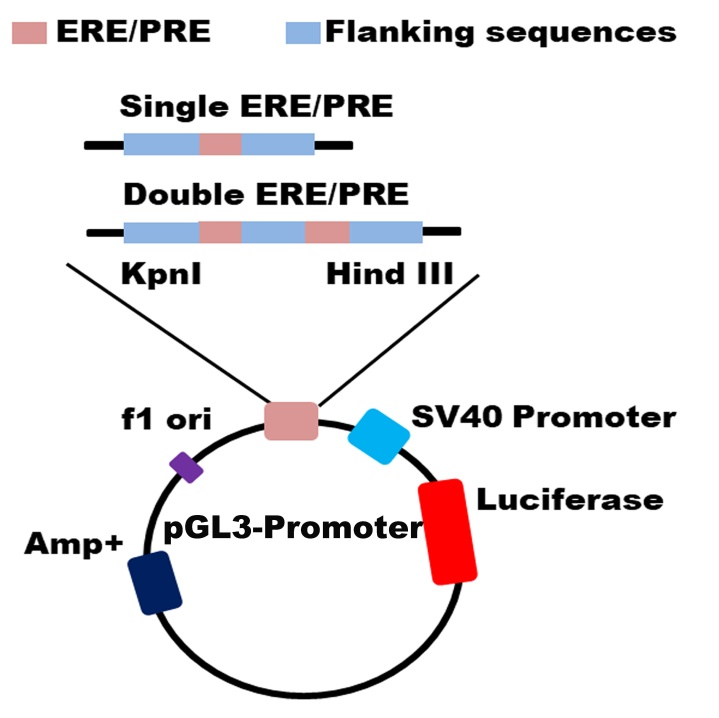 ERE/PRE
Flanking sequences
Single ERE/PRE
Double ERE/PRE
KpnI
Hind III
f1 ori
SV40 Promoter
Luciferase
pGL3-Promoter
Amp+